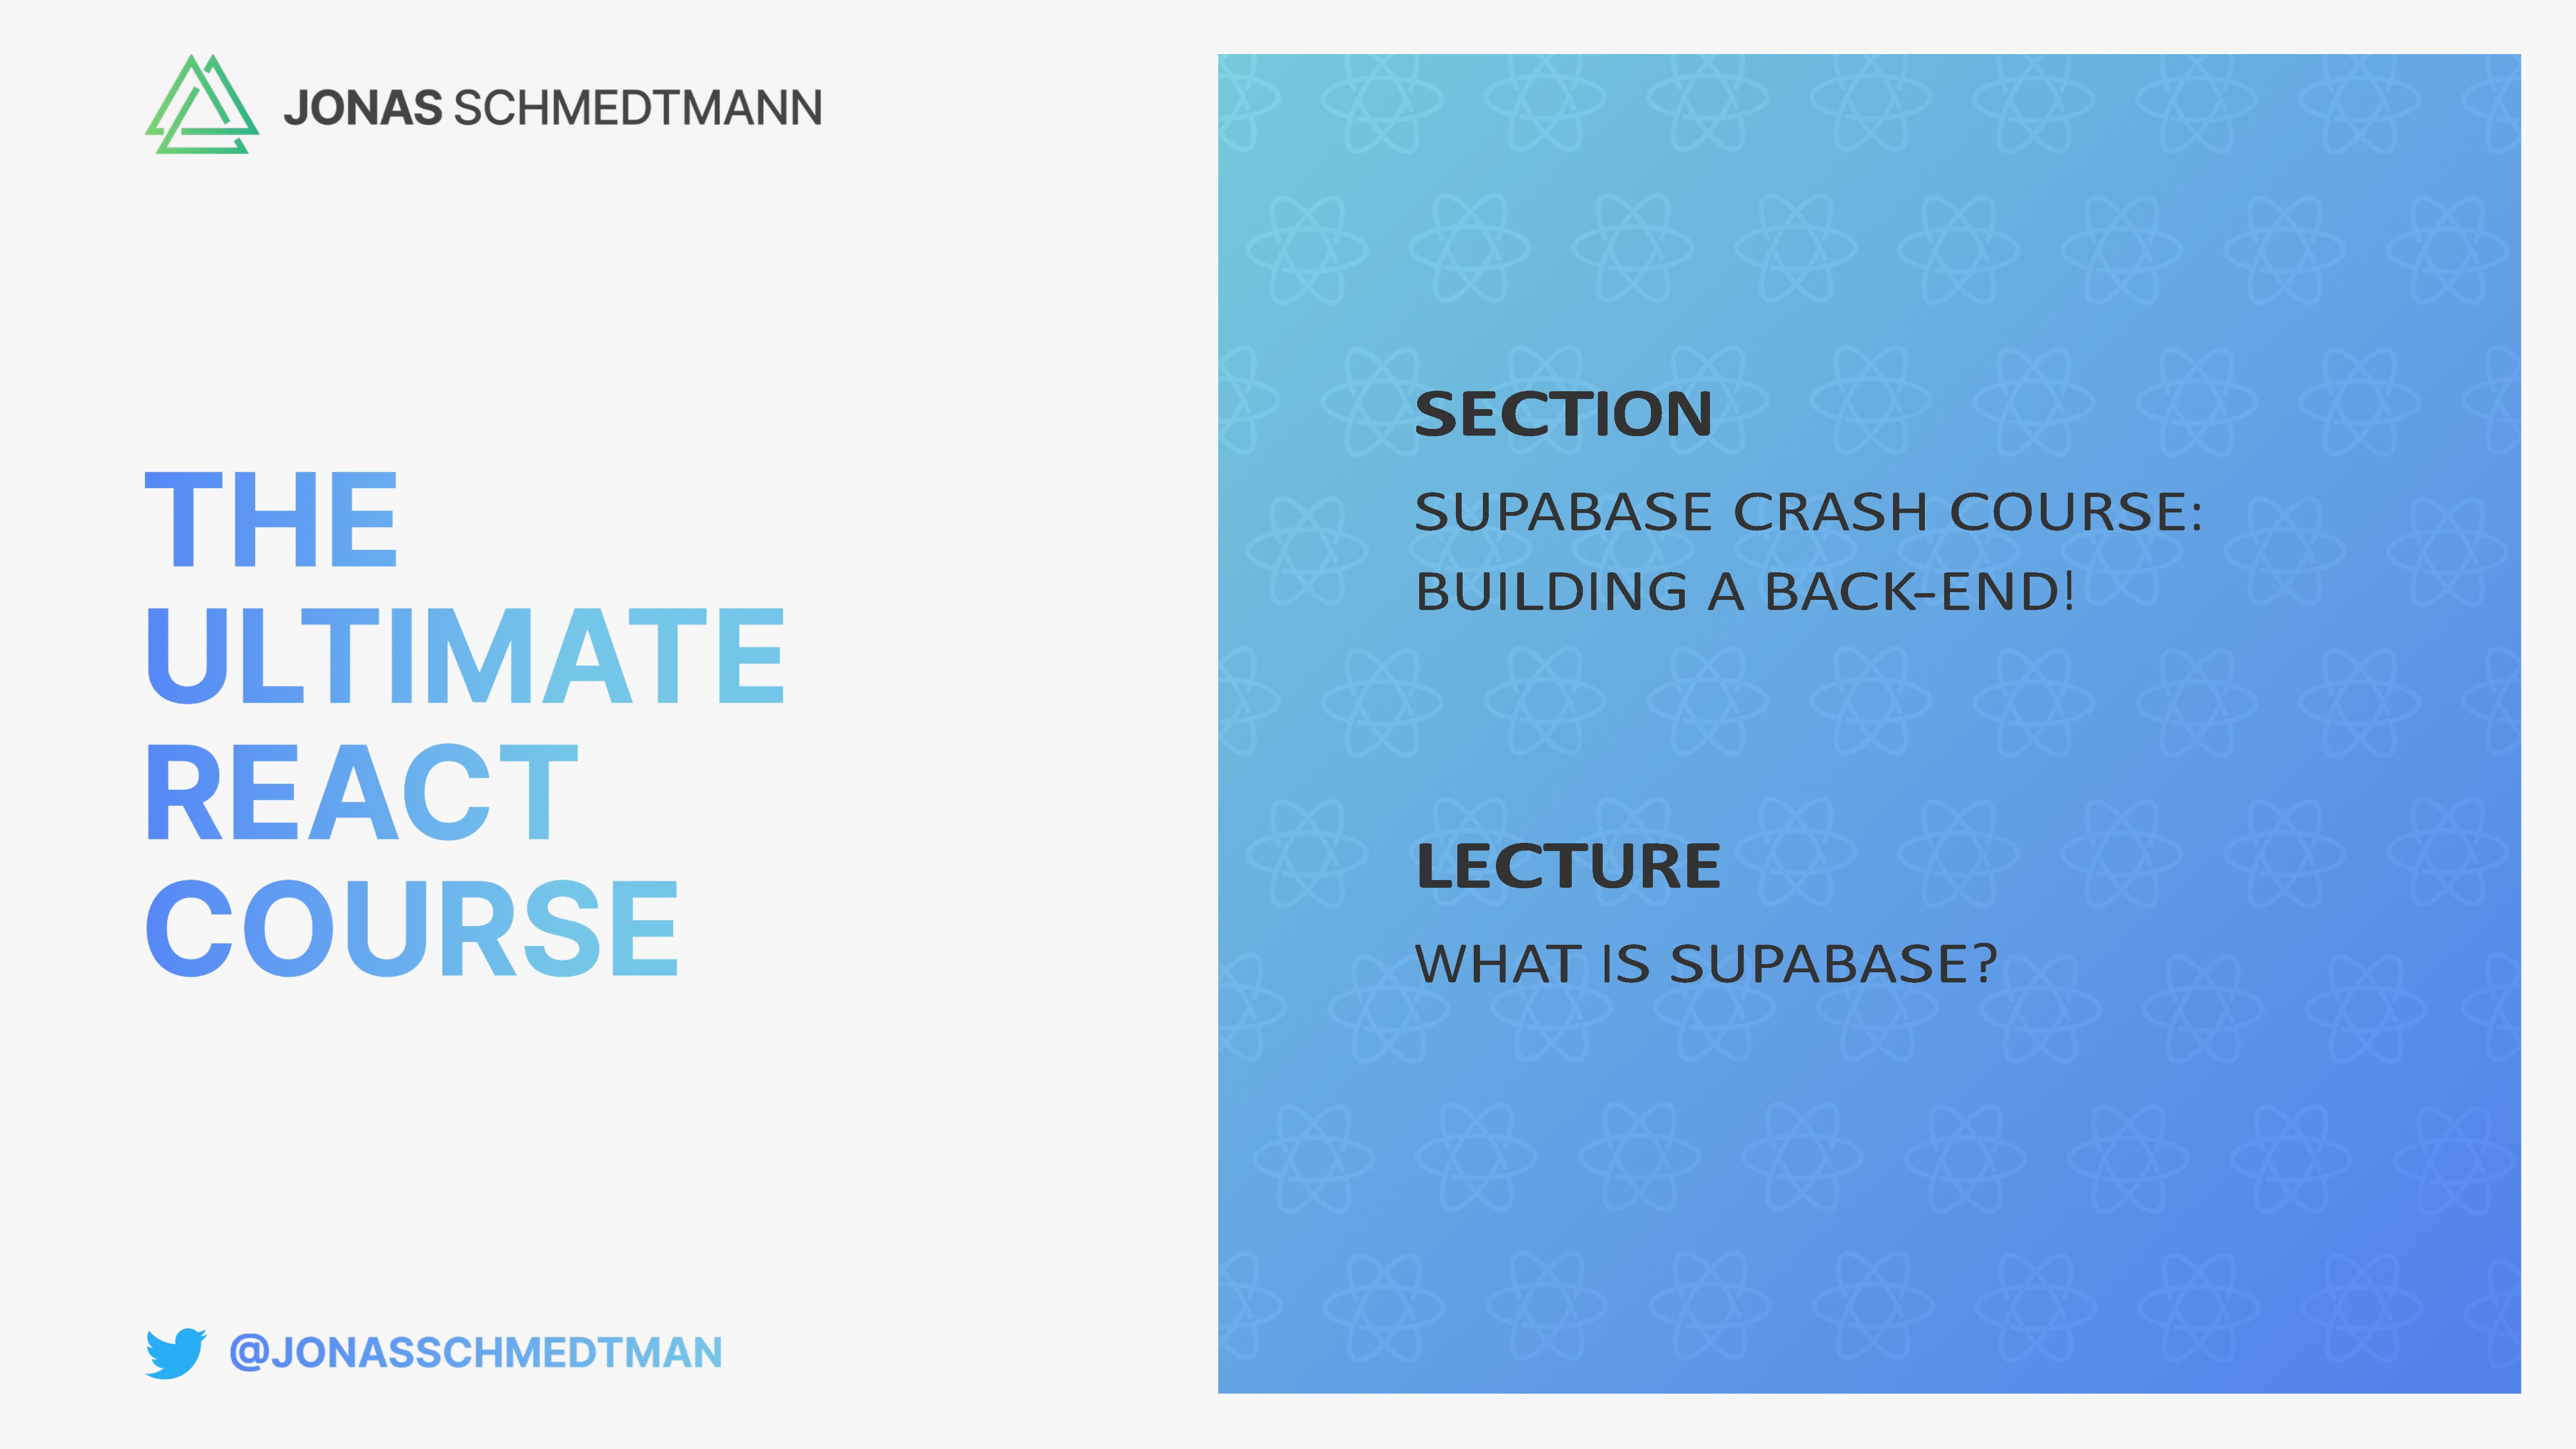 JONAS SCHMEDTMANN
THE
ULTIMATE
REACT
COURSE
@JONASSCHMEDTMAN
SECTION
SUPABASE CRASH COURSE:
BUILDING A BACK-END!
LECTURE
WHAT IS SUPABASE?